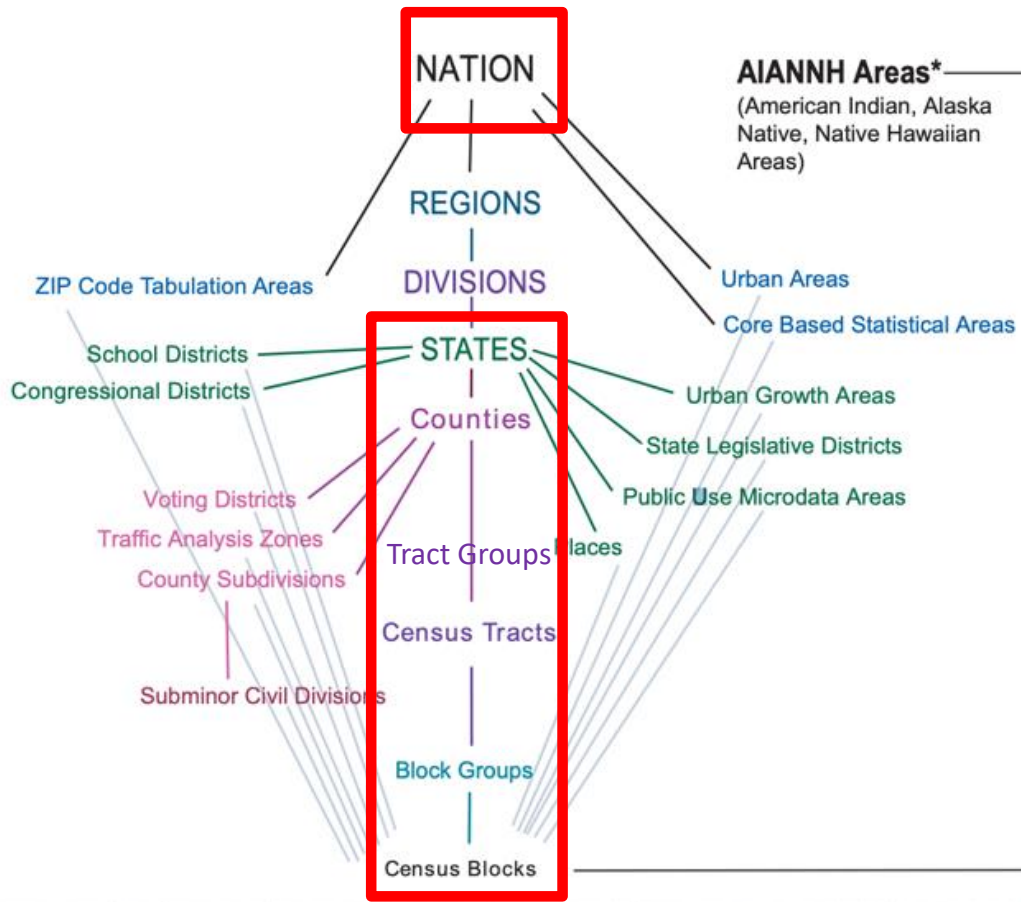 NATION
AIANNH Areas*
(American Indian, Alaska
Native, Native Hawaiian
Areas)
REGIONS
ZIP Code Tabulation Areas
DIVISIONS
Urban Areas
Core Based Statistical Areas
School Districts
STATES
Congressional Districts
Urban Growth Areas
Counties
State Legislative Districts
Voting Districts
Public Use Microdata Areas
Traffic Analysis Zones
Tract Groups
Places
County Subdivisions
Census Tracts
Subminor Civil Divisions
Block Groups
Census Blocks